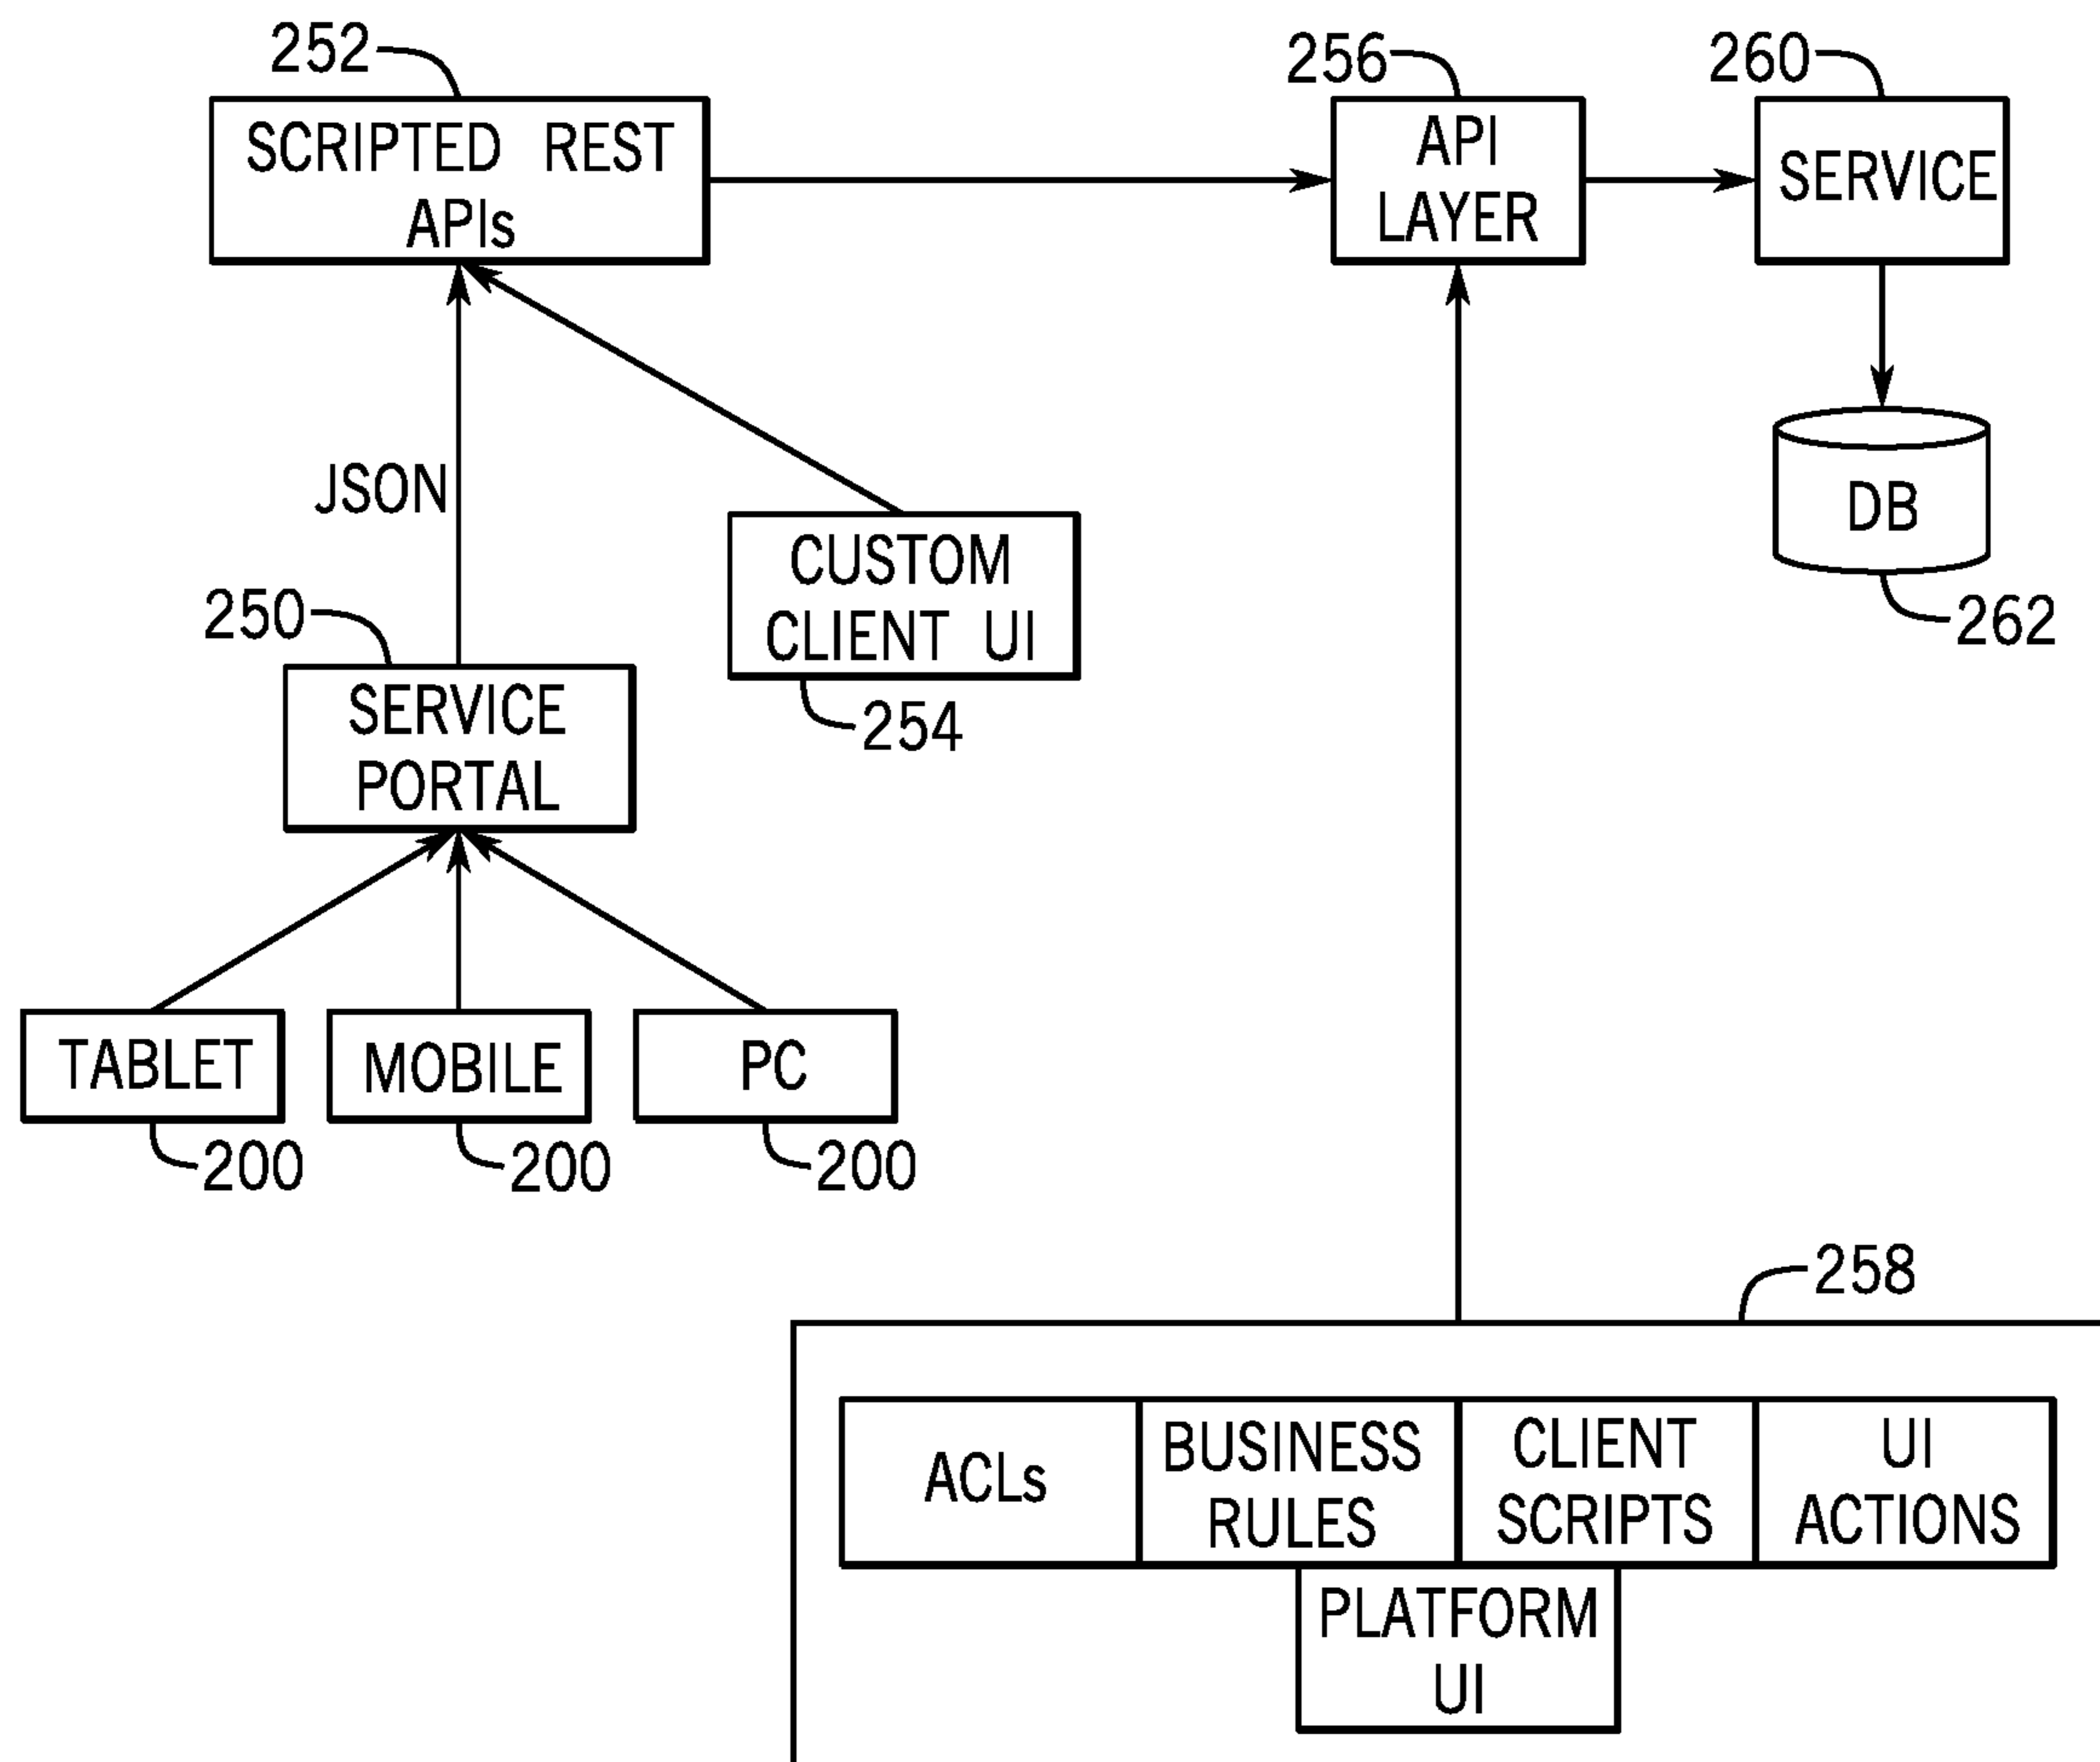 252
SCRIPTED REST
APIs
256
API
LAYER
260
SERVICE
JSON
DB
262
CUSTOM
CLIENT UI
254
250
SERVICE
PORTAL
TABLET
200
MOBILE
200
PC
200
258
ACLs
BUSINESS
RULES
CLIENT
SCRIPTS
UI
ACTIONS
PLATFORM
UI